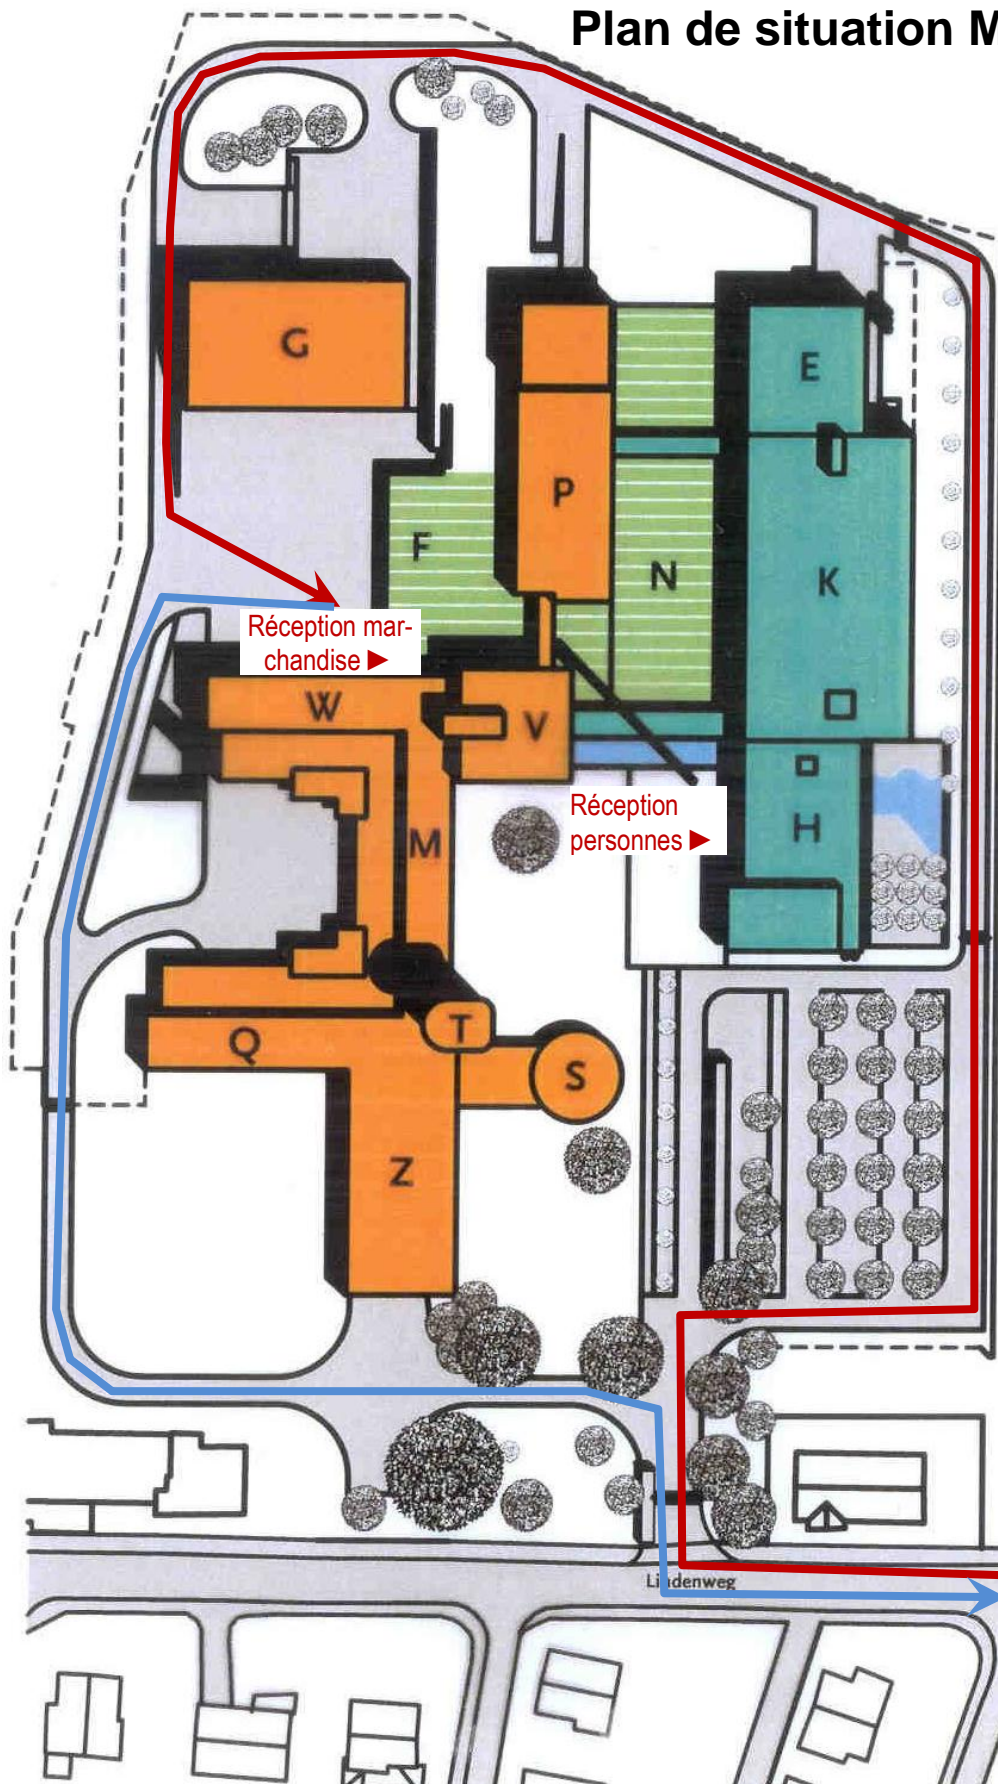 Plan de situation M
G
E
P
F
N
K
Réception mar-
chandise ►
W
V
Réception
personnes ►
M
H
T
Q
S
Z
Lindenweg